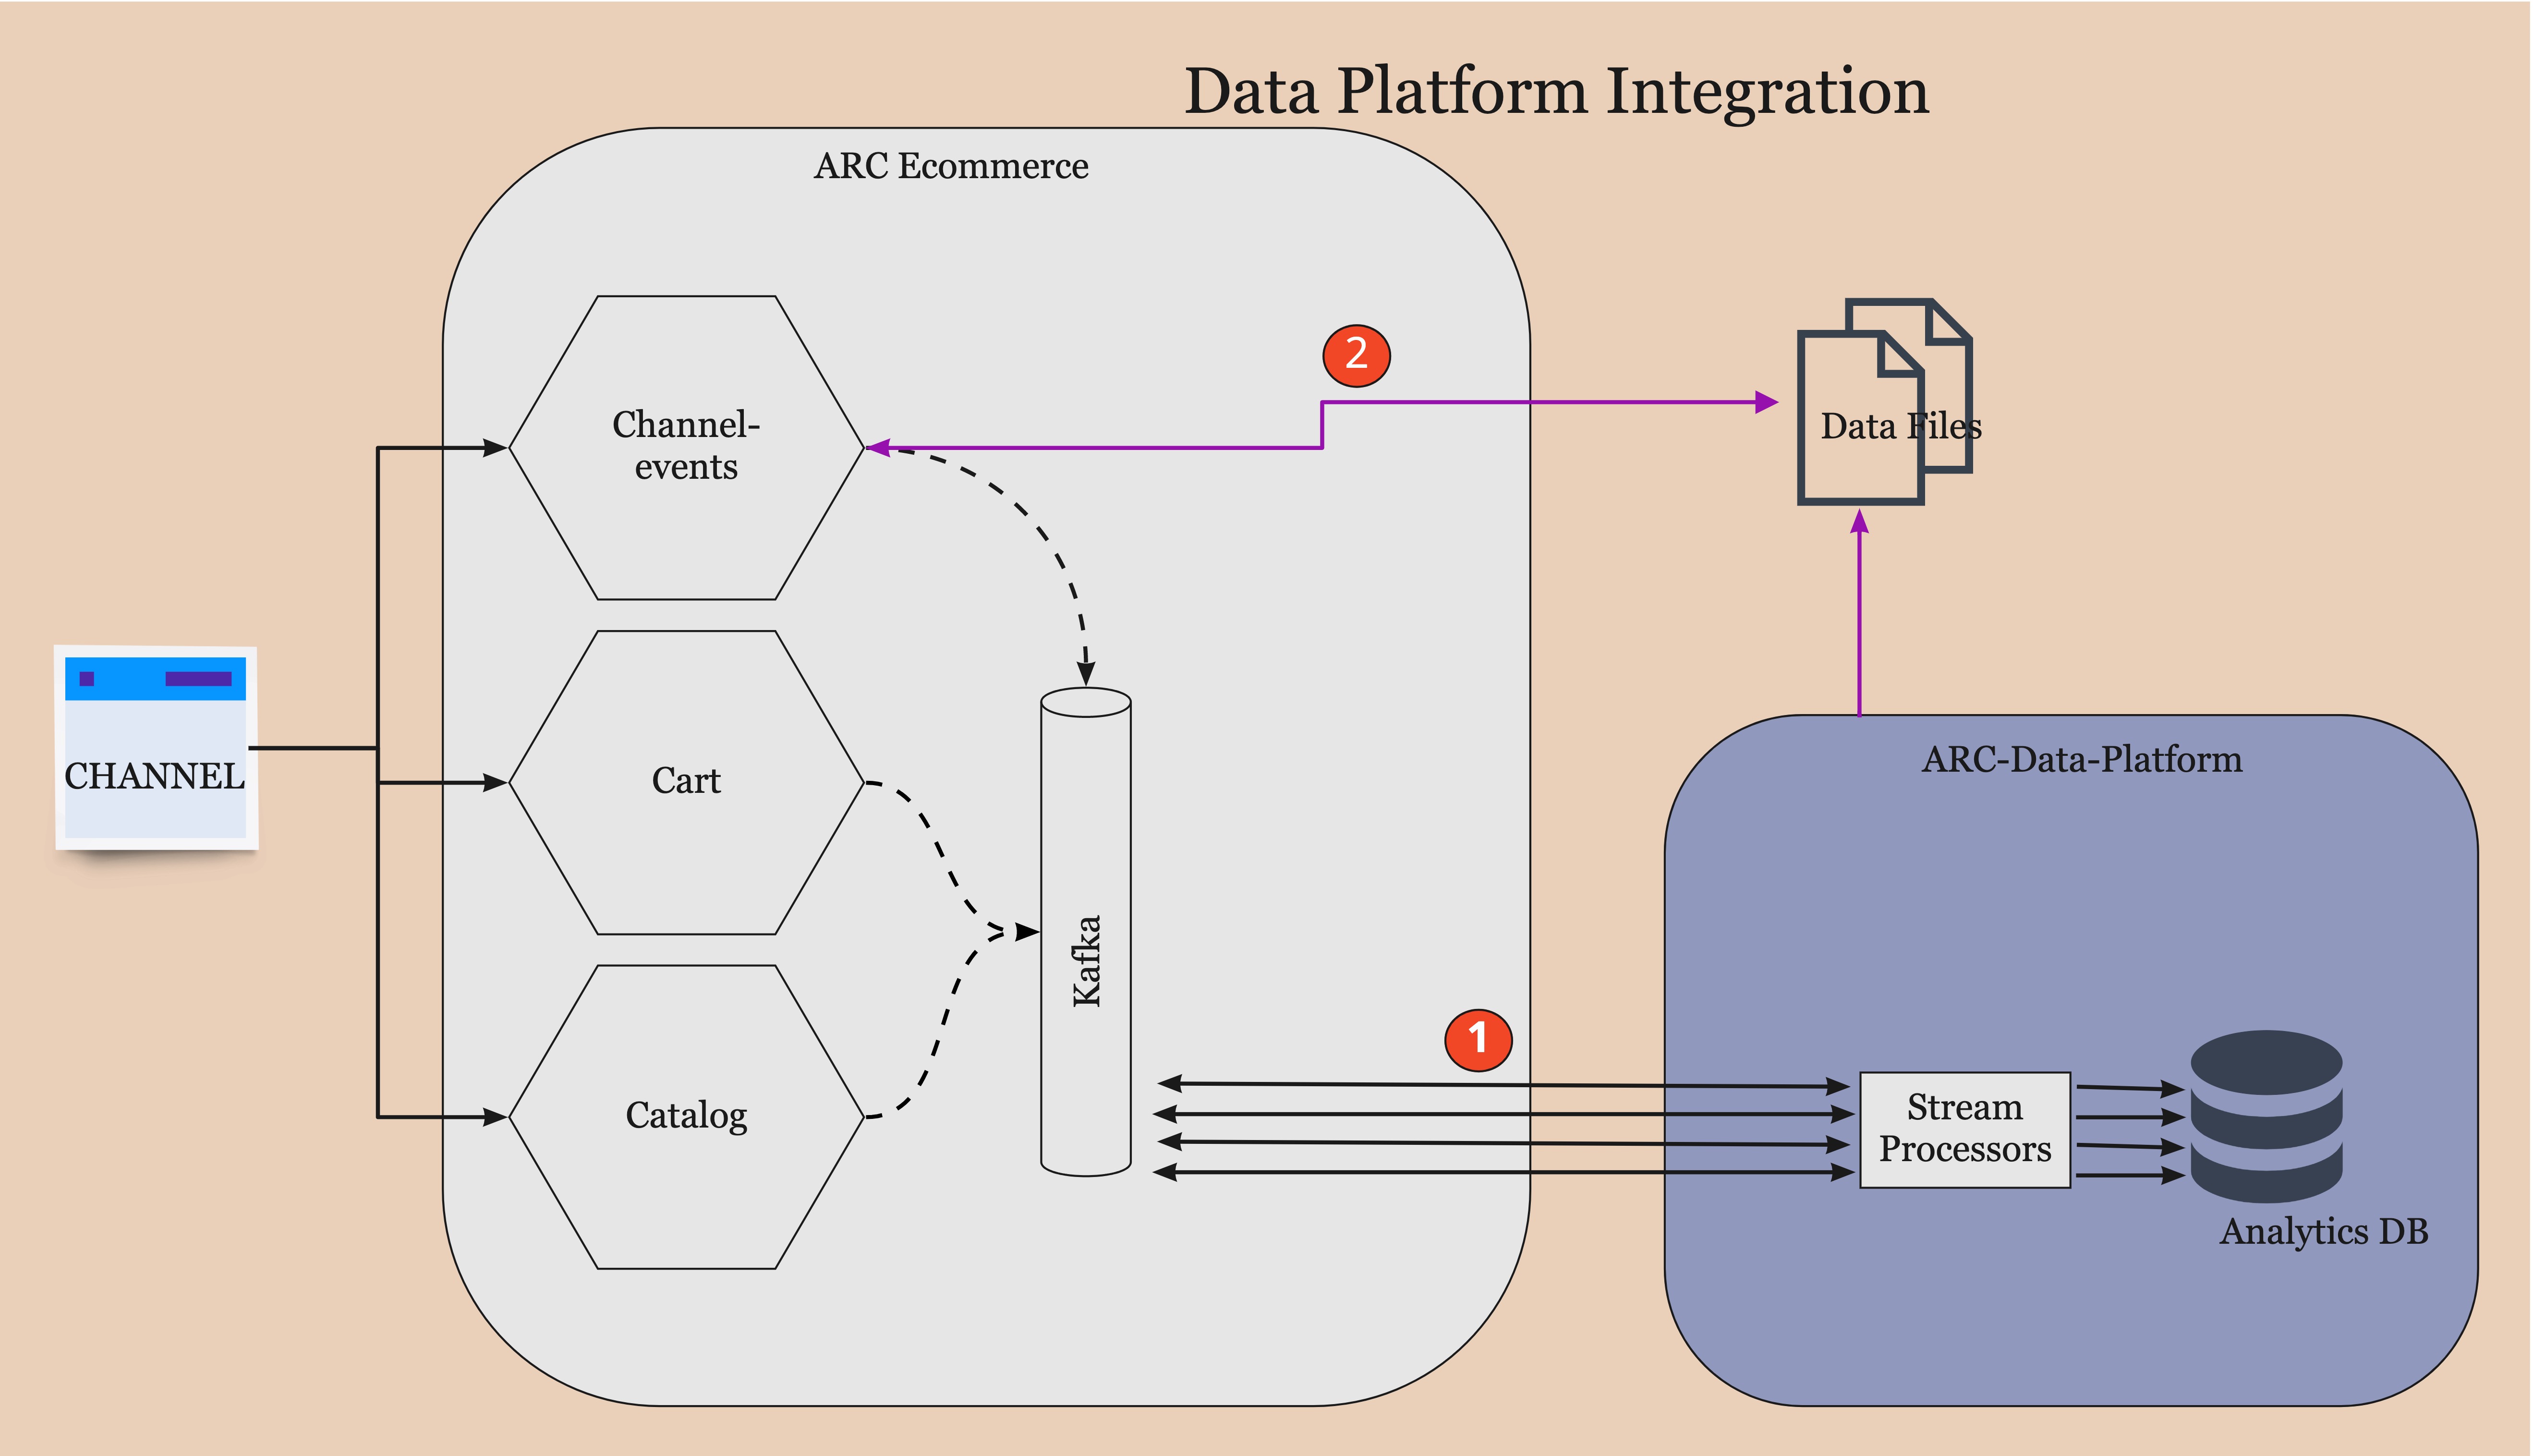 Data Platform Integration
ARC Ecommerce
2
Channel-
events
Data Files
CHANNEL
Cart
ARC-Data-Platform
Kafka
1
Catalog
Stream
Processors
Analytics DB